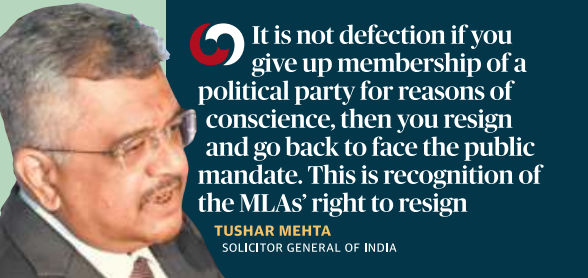 It is not defection if you
give up membership of a
political party for reasons of
conscience, then you resign
and go back to face the public
mandate. This is recognition of
the MLAs' right to resign
TUSHAR MEHTA
SOLICITOR GENERAL OF INDIA